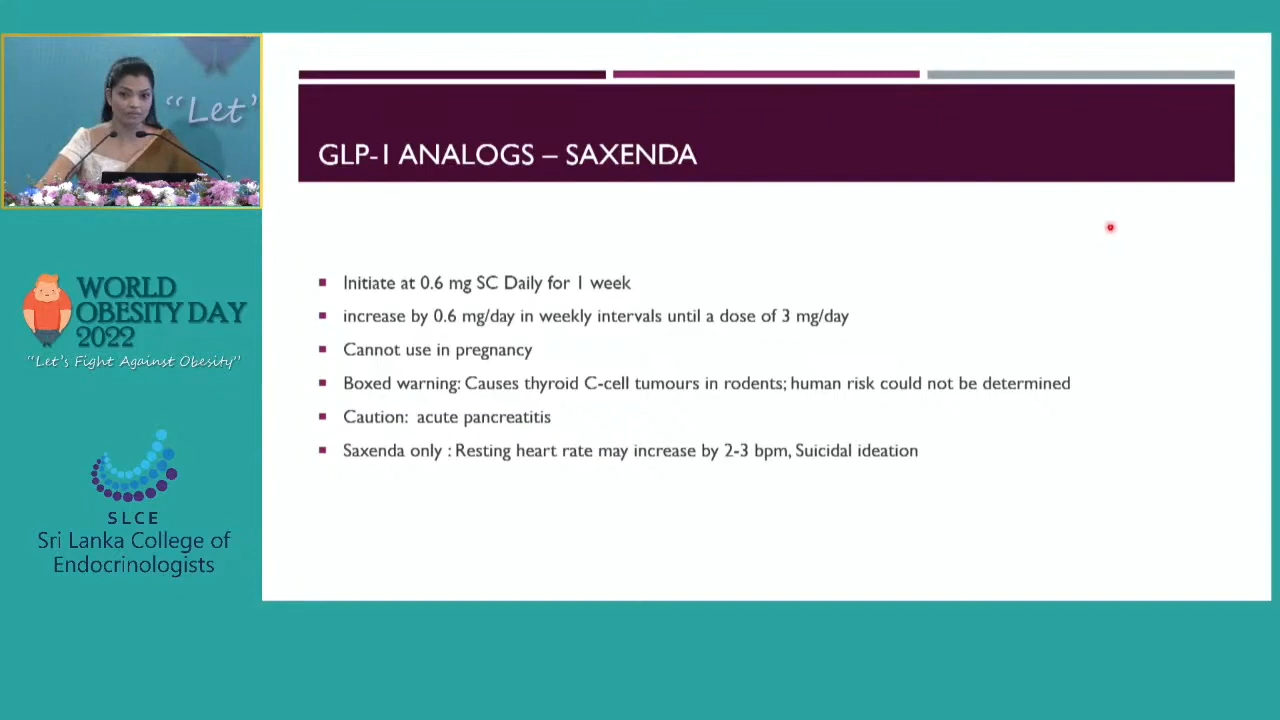 “Let’
WORLD
OBESITY DAY
2022
“Let’s Fight Against Obesity”
SLCE
Sri Lanka College of
Endocrinologists
GLP-1 ANALOGS – SAXENDA
Initiate at 0.6 mg SC Daily for 1 week
increase by 0.6 mg/day in weekly intervals until a dose of 3 mg/day
Cannot use in pregnancy
Boxed warning: Causes thyroid C-cell tumours in rodents; human risk could not be determined
Caution: acute pancreatitis
Saxenda only : Resting heart rate may increase by 2-3 bpm, Suicidal ideation